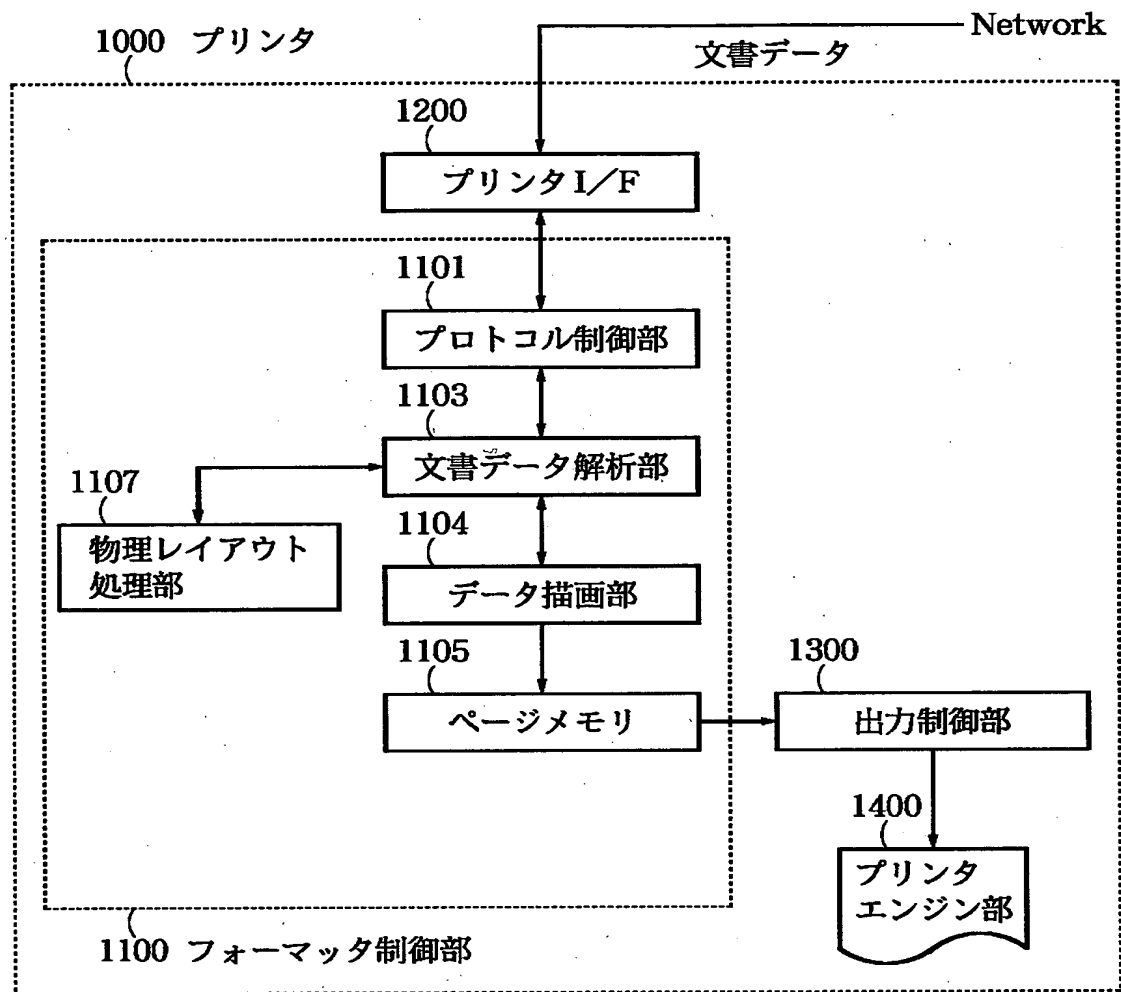 Network
1000 プリンタ
文書データ
1200
プリンタ I/F
1101
プロトコル制御部
1103
文書データ解析部
1107
物理レイアウト
処理部
1104
データ描画部
1105
ページメモリ
1300
出力制御部
1400
プリンタ
エンジン部
1100 フォーマッタ制御部